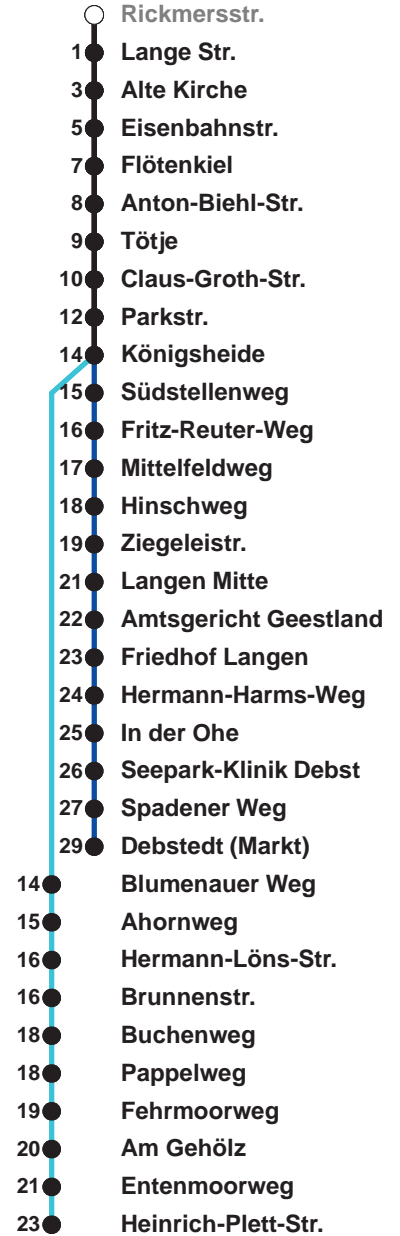 Rickmersstr.
1 Lange Str.
3 Alte Kirche
5 Eisenbahnstr.
7 Flötenkiel
8 Anton-Biehl-Str.
9 Tötje
10 Claus-Groth-Str.
12 Parkstr.
14 Königsheide
15 Südstellenweg
16 Fritz-Reuter-Weg
17 Mittelfeldweg
18 Hinschweg
19 Ziegeleistr.
21 Langen Mitte
22 Amtsgericht Geestland
23 Friedhof Langen
24 Hermann-Harms-Weg
25 In der Ohe
26 Seepark-Klinik Debst
27 Spadener Weg
29 Debstedt (Markt)
14 Blumenauer Weg
15 Ahornweg
16 Hermann-Löns-Str.
16 Brunnenstr.
18 Buchenweg
18 Pappelweg
19 Fehrmoorweg
20 Am Gehölz
21 Entenmoorweg
23 Heinrich-Plett-Str.